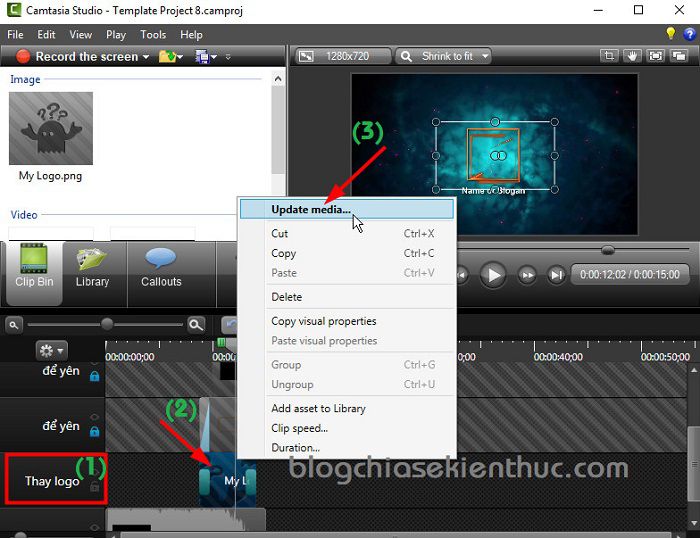 Camtasia Studio - Template Project 8.camproj
File Edit View Play Tools Help
Record the screen
1280x720
Shrink to fit
Image
My Logo.png
Video
(3)
Update media...
Cut Ctrl+X
Copy Ctrl+C
Paste Ctrl+V
Delete
Copy visual properties
Paste visual properties
Group Ctrl+G
Ungroup Ctrl+U
Add asset to Library
Clip speed...
Duration...
Name or Slogan
Clip Bin
Library
Callouts
0:00:12;02 / 0:00:15;00
00:00:00;00
00:00:40;00
00:00:50;00
để yên
để yên
(2)
(1)
Thay logo
My L
blogchiasekienthuc.com